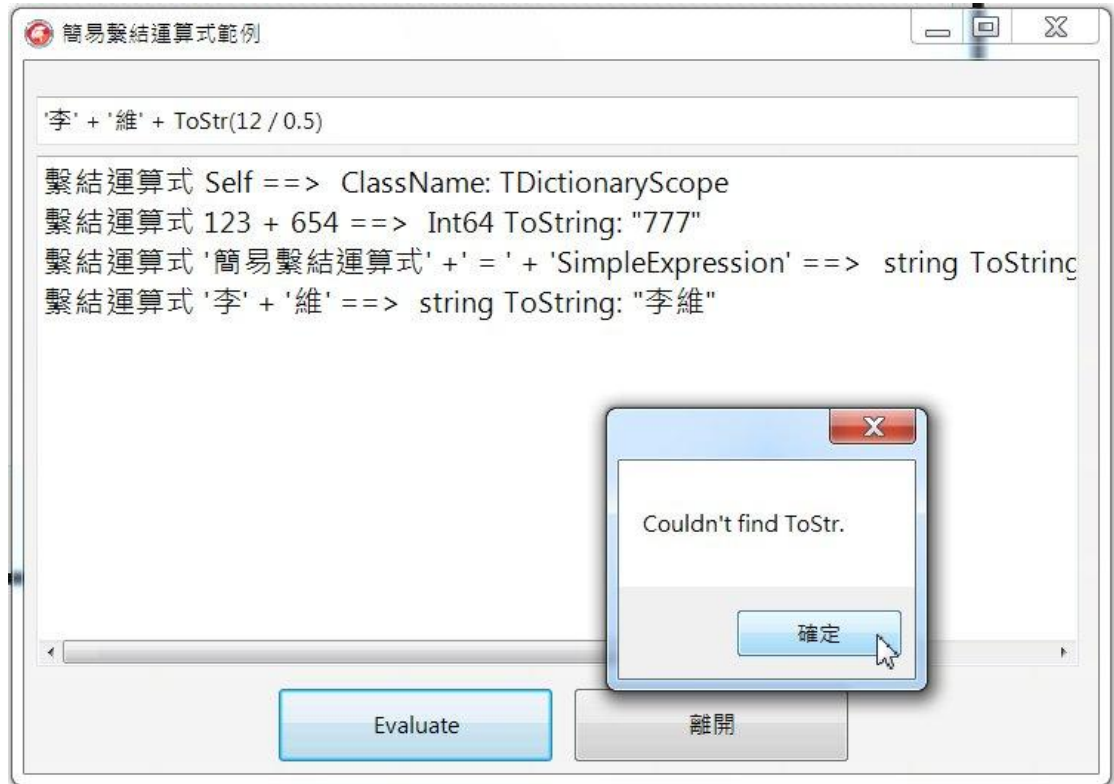 簡易繫結運算式範例
'李' + '維' + ToStr(12 / 0.5)
繫結運算式 Self ==> ClassName: TDictionaryScope
繫結運算式 123 + 654 ==> Int64 ToString: "777"
繫結運算式 '簡易繫結運算式' +' = ' + 'SimpleExpression' ==> string ToString
繫結運算式 '李' + '維' ==> string ToString: "李維"
Couldn't find ToStr.
確定
Evaluate
離開